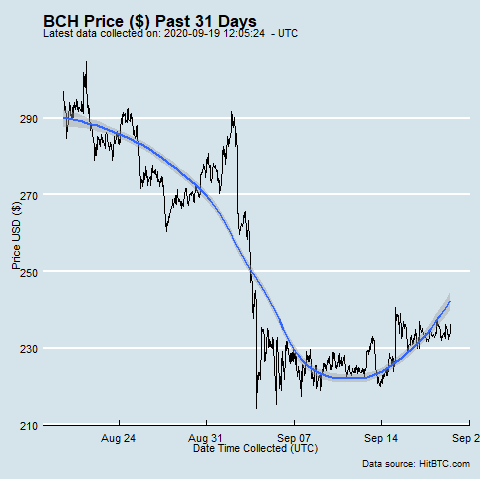 BCH Price ($) Past 31 Days
Latest data collected on: 2020-09-19 12:05:24 - UTC
290
270
250
230
210
Price USD ($)
Aug 24 Aug 31 Sep 07 Sep 14 Sep 2
Date Time Collected (UTC)
Data source: HitBTC.com